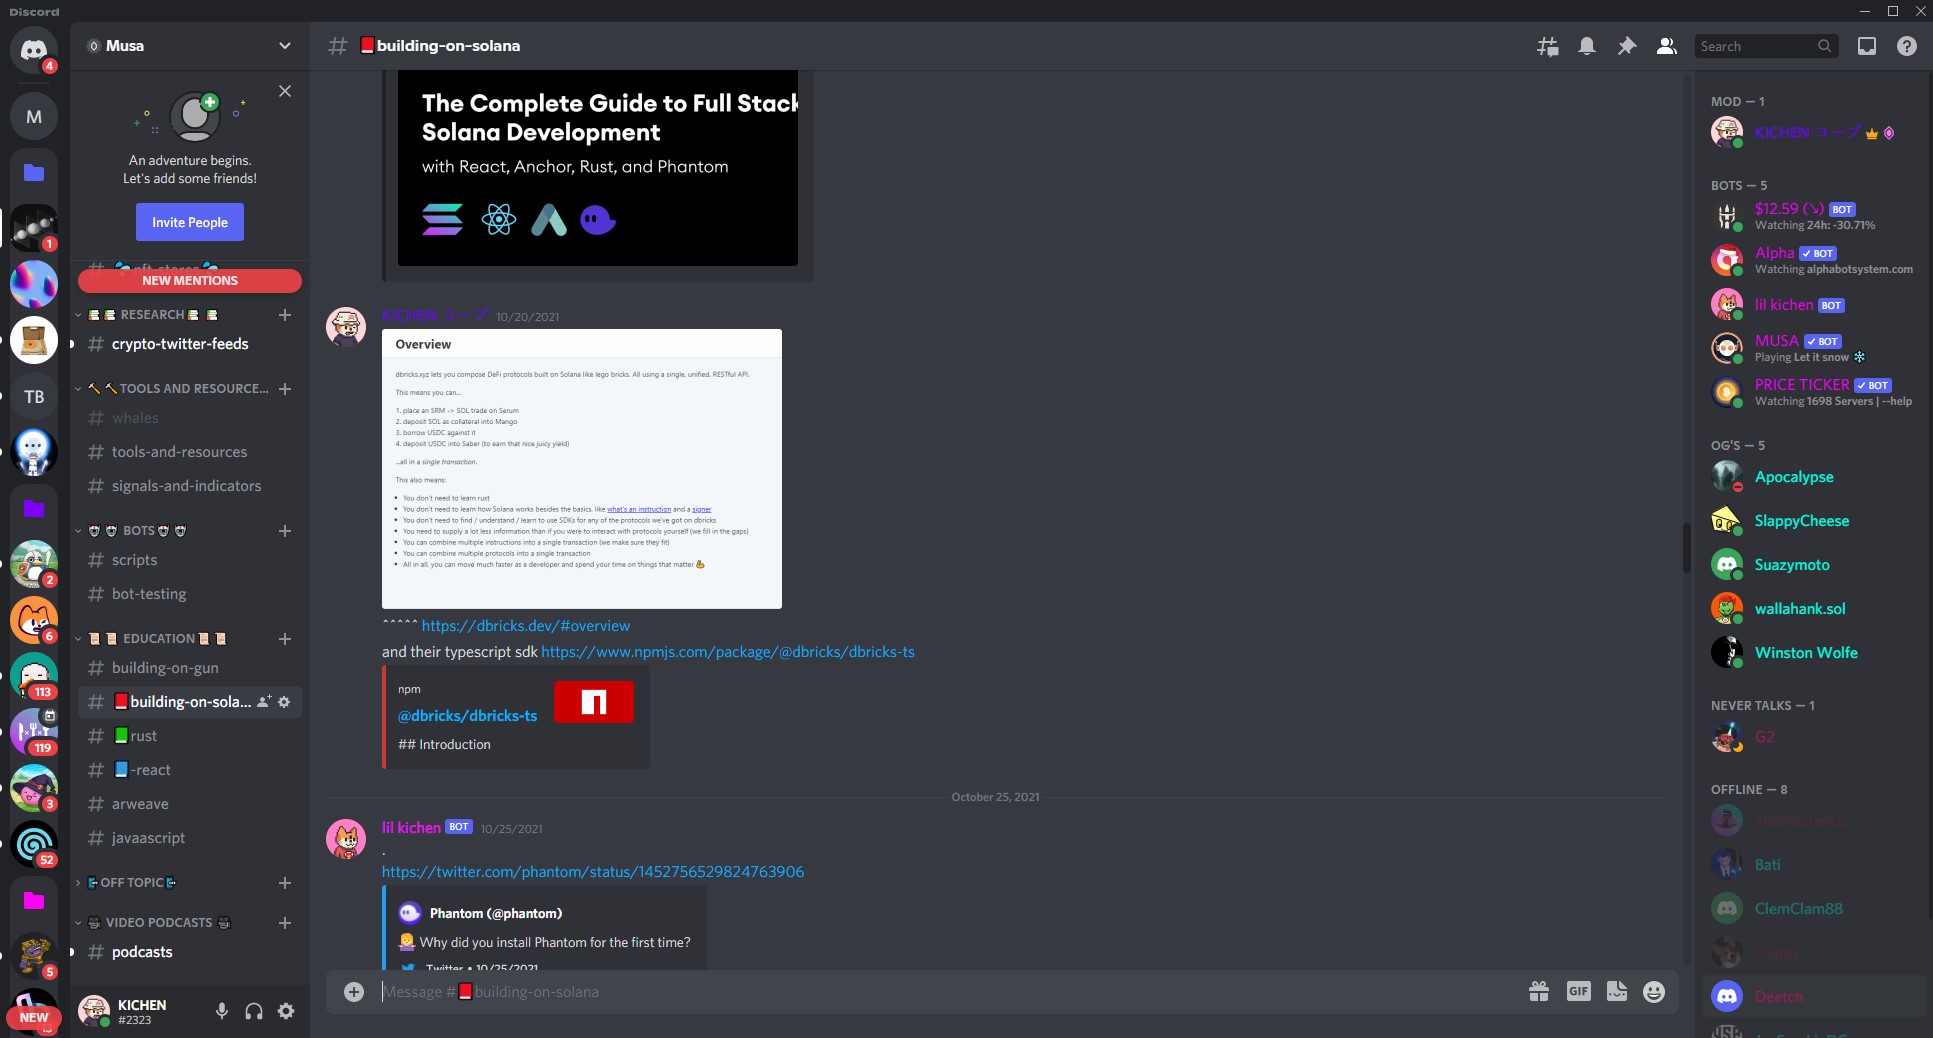 Discord
4
Musa
An adventure begins.
Let's add some friends!
Invite People
NEW MENTIONS
RESEARCH
crypto-twitter-feeds
TOOLS AND RESOURCE...
whales
tools-and-resources
signals-and-indicators
BOTS
scripts
bot-testing
EDUCATION
building-on-gun
building-on-sola...
rust
-react
arweave
javaascript
OFF TOPIC
VIDEO PODCASTS
podcasts
KICHEN
#2323
M
1
TB
2
6
113
119
3
52
5
NEW
building-on-solana
Search
The Complete Guide to Full Stack
Solana Development
with React, Anchor, Rust, and Phantom
KICHEN コープ 10/20/2021
Overview
dbricks.xyz lets you compose DeFi protocols built on Solana like lego bricks. All using a single, unified, RESTful API.
This means you can...
1. place an SRM -> SOL trade on Serum
2. deposit SOL as collateral into Mango
3. borrow USDC against it
4. deposit USDC into Saber (to earn that nice juicy yield)
...all in a single transaction.
This also means:
• You don't need to learn rust
• You don't need to learn how Solana works besides the basics, like what's an instruction and a signer
• You don't need to find / understand / learn to use SDKs for any of the protocols we've got on dbricks
• You need to supply a lot less information than if you were to interact with protocols yourself (we fill in the gaps)
• You can combine multiple instructions into a single transaction (we make sure they fit)
• You can combine multiple protocols into a single transaction
• All in all, you can move much faster as a developer and spend your time on things that matter 💪
^^^^^ https://dbricks.dev/#overview
and their typescript sdk https://www.npmjs.com/package/@dbricks/dbricks-ts
npm
@dbricks/dbricks-ts
## Introduction
October 25, 2021
lil kichen BOT 10/25/2021
.
https://twitter.com/phantom/status/1452756529824763906
Phantom (@phantom)
Why did you install Phantom for the first time?
Twitter • 10/25/2021
Message #📕building-on-solana
GIF
MOD — 1
KICHEN コープ
BOTS — 5
$12.59 (↘) BOT
Watching 24h: -30.71%
Alpha ✓ BOT
Watching alphabotsystem.com
lil kichen BOT
MUSA ✓ BOT
Playing Let it snow ❄
PRICE TICKER ✓ BOT
Watching 1698 Servers | --help
OG'S — 5
Apocalypse
SlappyCheese
Suazymoto
wallahank.sol
Winston Wolfe
NEVER TALKS — 1
G2
OFFLINE — 8
Bati
ClemClam88
cloppy
Deetch